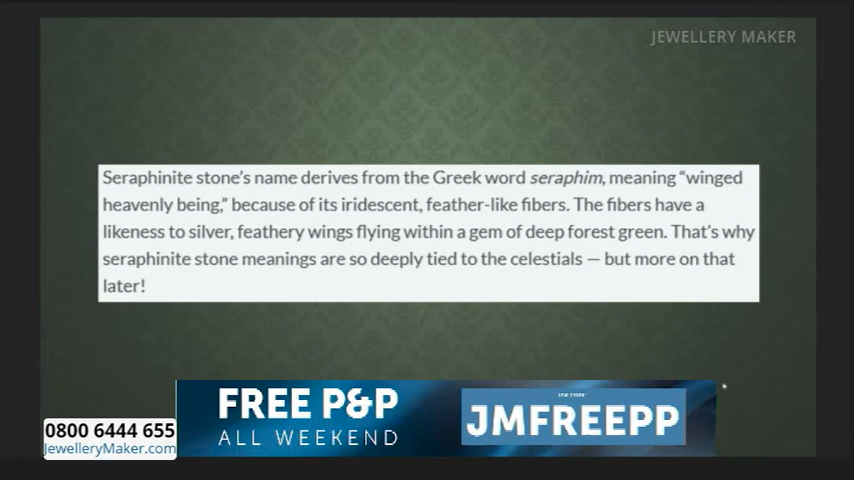 JEWELLERY MAKER
Seraphinite stone's name derives from the Greek word seraphim, meaning “winged
heavenly being,” because of its iridescent, feather-like fibers. The fibers have a
likeness to silver, feathery wings flying within a gem of deep forest green. That's why
seraphinite stone meanings are so deeply tied to the celestials — but more on that
later!
FREE P&P
ALL WEEKEND
JMFREEPP
0800 6444 655
JewelleryMaker.com